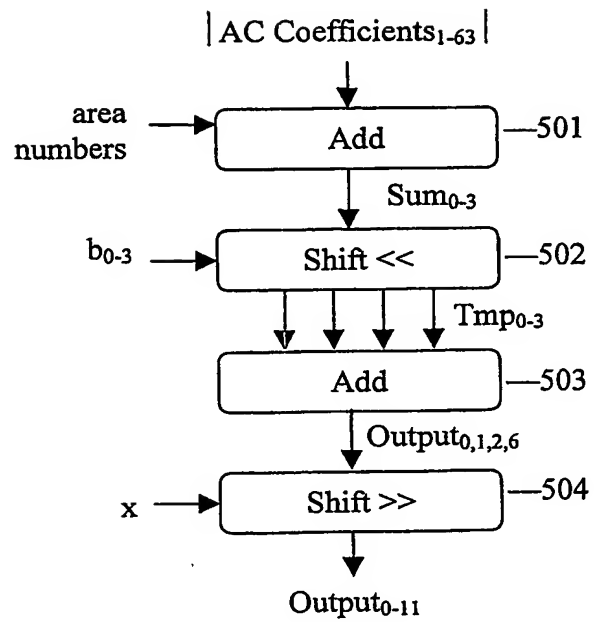 |AC Coefficients₁₋₆₃|
area
numbers
Add
501
Sum₀₋₃
b₀₋₃
Shift <<
502
Tmp₀₋₃
Add
503
Output₀,₁,₂,₆
x
Shift >>
504
Output₀₋₁₁